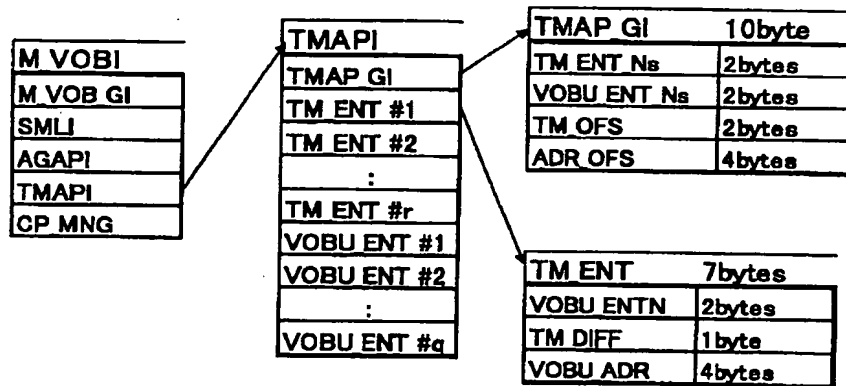 M VOBI
M VOB GI
SMLI
AGAPI
TMAPI
CP MNG
TMAPI
TMAP GI
TM ENT #1
TM ENT #2
:
TM ENT #r
VOBU ENT #1
VOBU ENT #2
:
VOBU ENT #q
TMAP GI 10byte
TM ENT Ns 2bytes
VOBU ENT Ns 2bytes
TM OFS 2bytes
ADR OFS 4bytes
TM ENT 7bytes
VOBU ENTN 2bytes
TM DIFF 1byte
VOBU ADR 4bytes